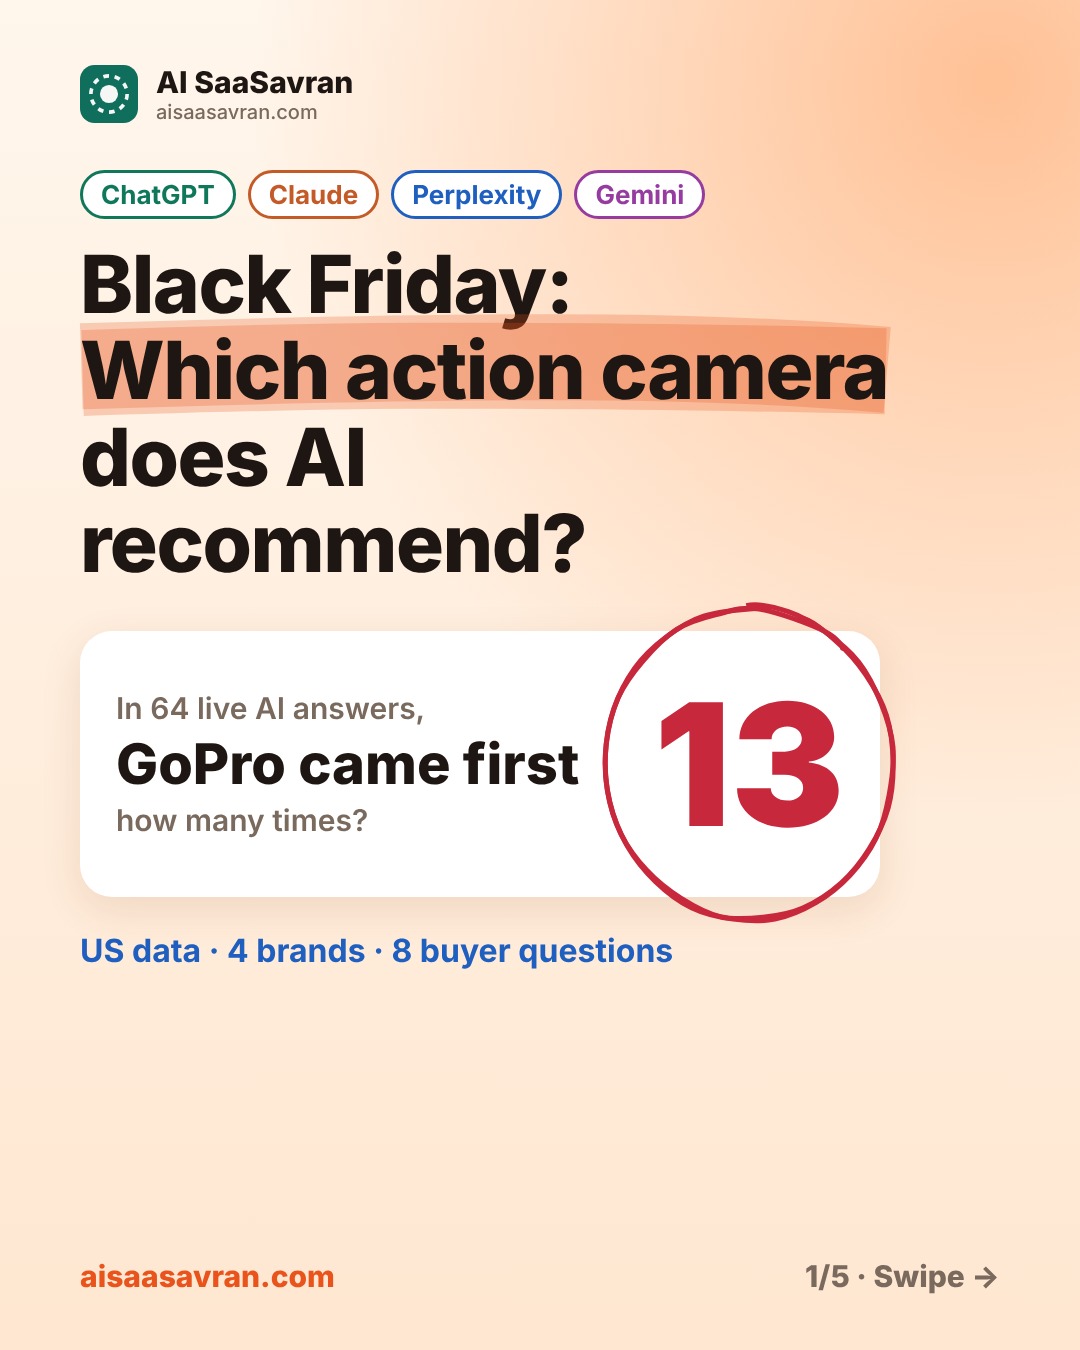 AI SaaSavran
aisaasavran.com
ChatGPT Claude Perplexity Gemini
Black Friday:
Which action camera
does AI
recommend?
In 64 live AI answers,
GoPro came first
how many times?
13
US data · 4 brands · 8 buyer questions
aisaasavran.com
1/5 · Swipe →